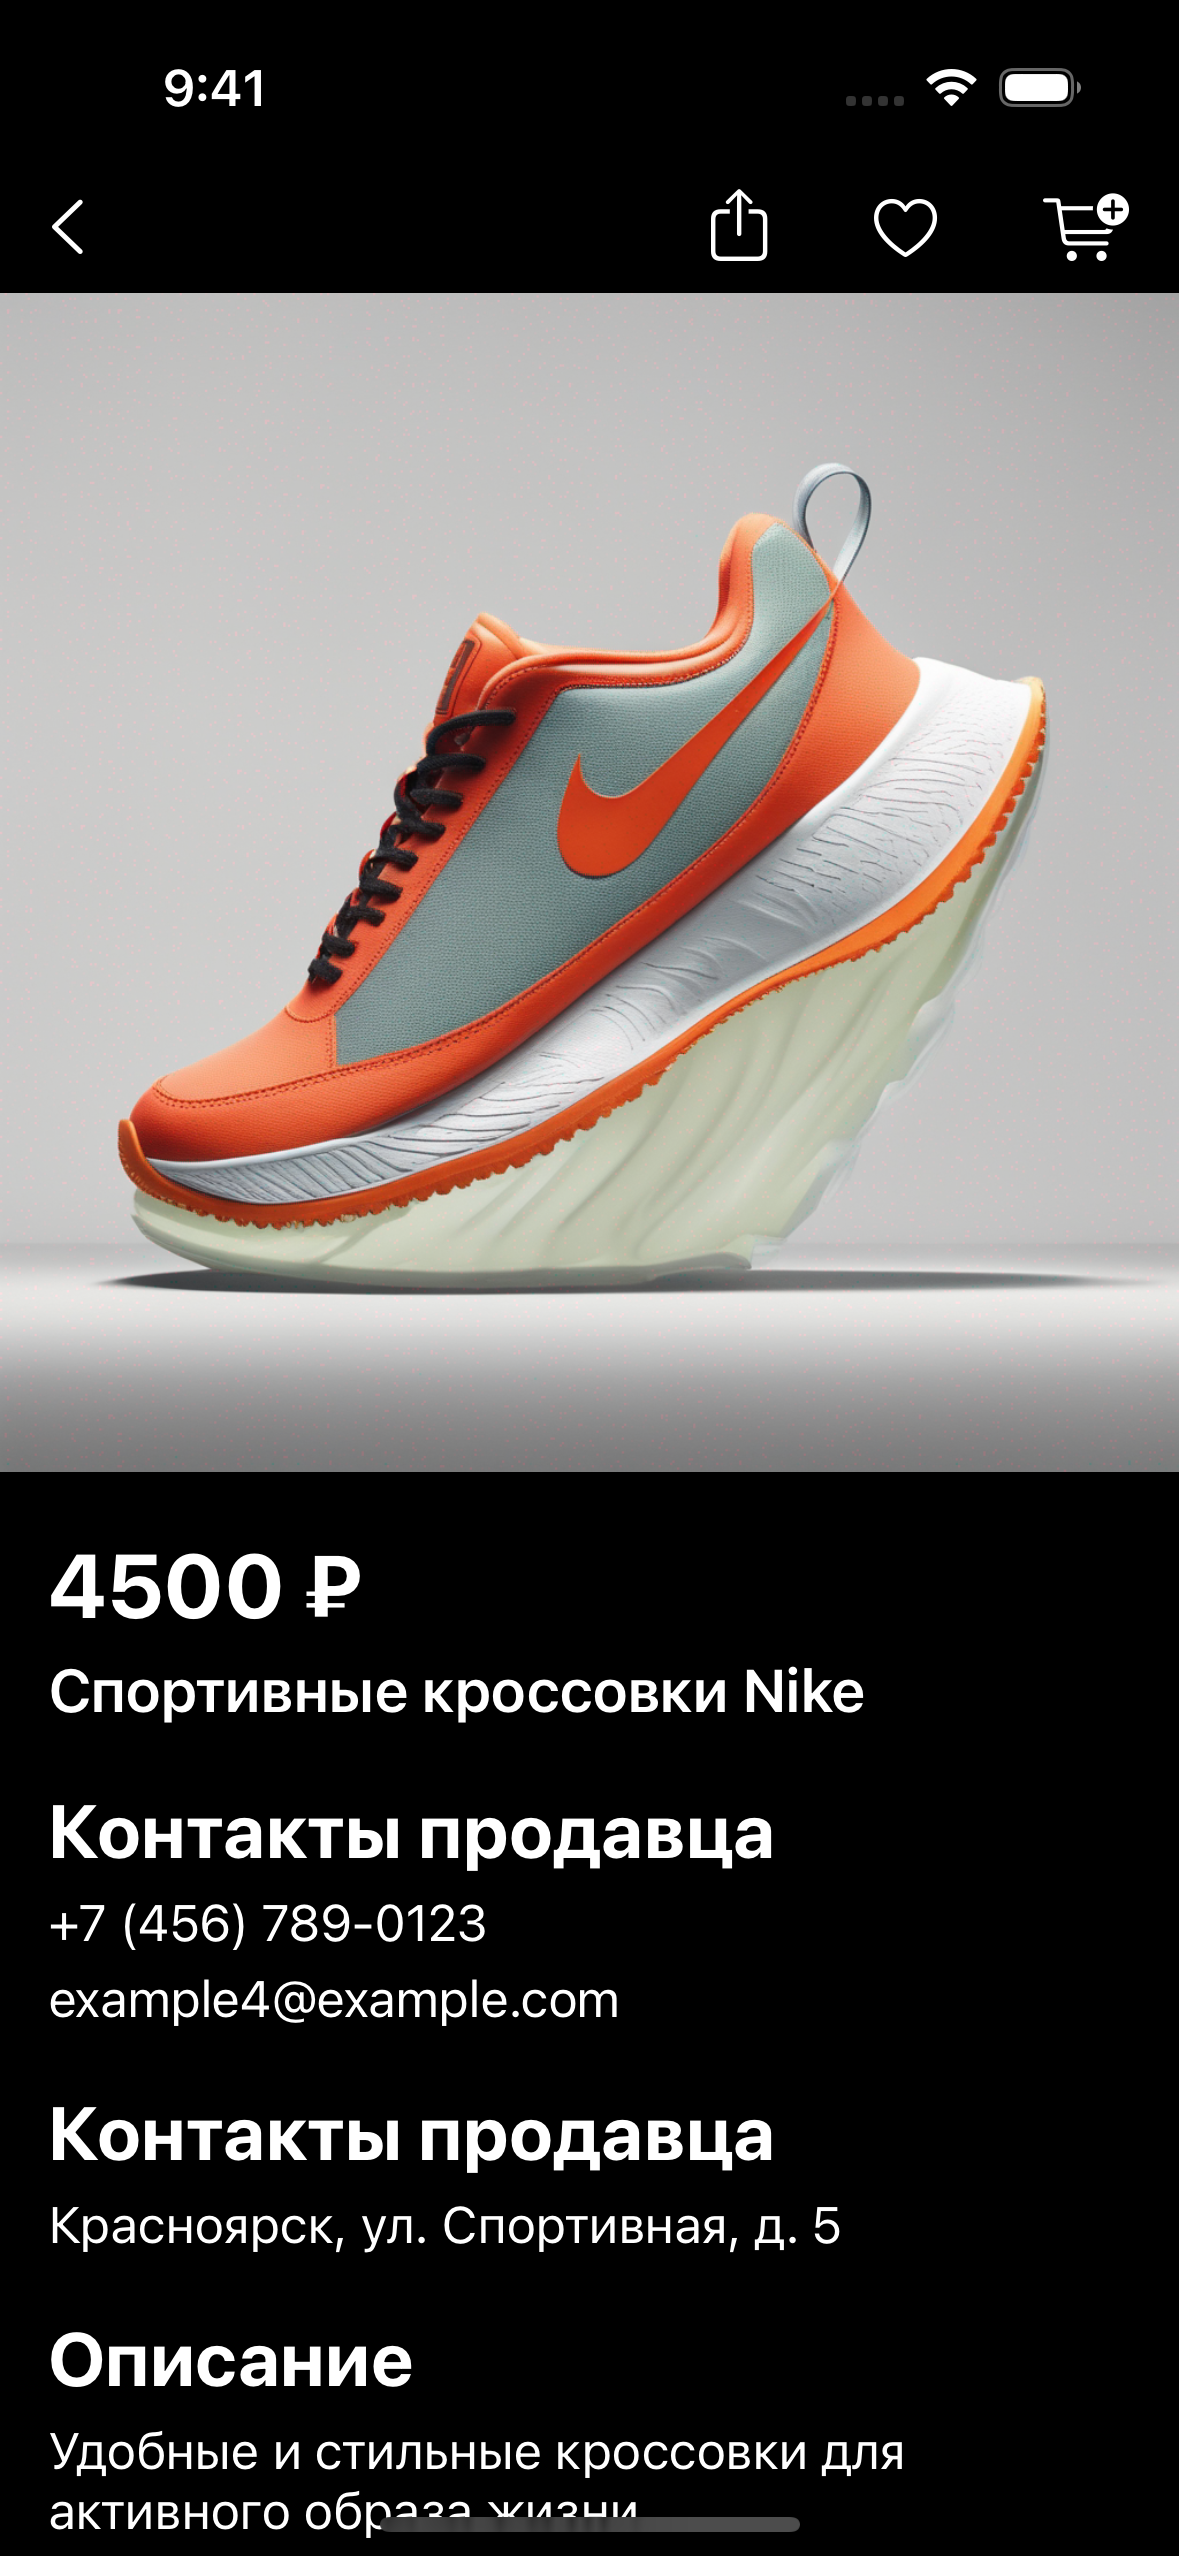 9:41
4500 ₽
Спортивные кроссовки Nike
Контакты продавца
+7 (456) 789-0123
example4@example.com
Контакты продавца
Красноярск, ул. Спортивная, д. 5
Описание
Удобные и стильные кроссовки для
активного образа жизни